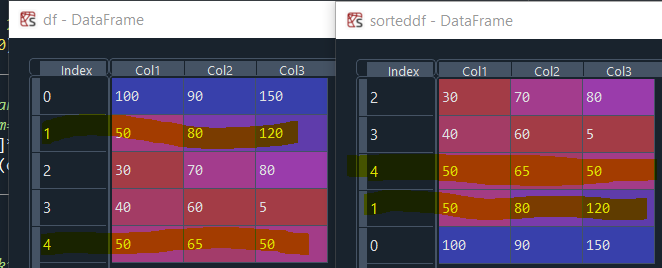 df - DataFrame
Index Col1 Col2 Col3
0 100 90 150
1 50 80 120
2 30 70 80
3 40 60 5
4 50 65 50
sorteddf - DataFrame
Index Col1 Col2 Col3
2 30 70 80
3 40 60 5
4 50 65 50
1 50 80 120
0 100 90 150